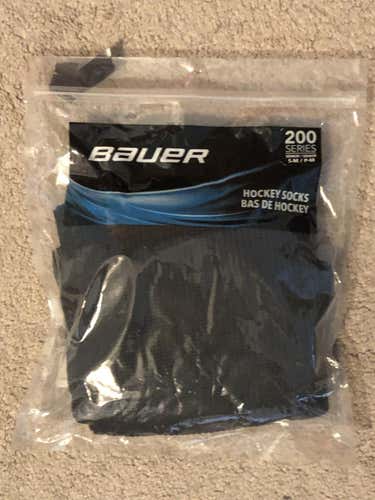 BAUER
200
SERIES
S-M / P-M
HOCKEY SOCKS
BAS DE HOCKEY